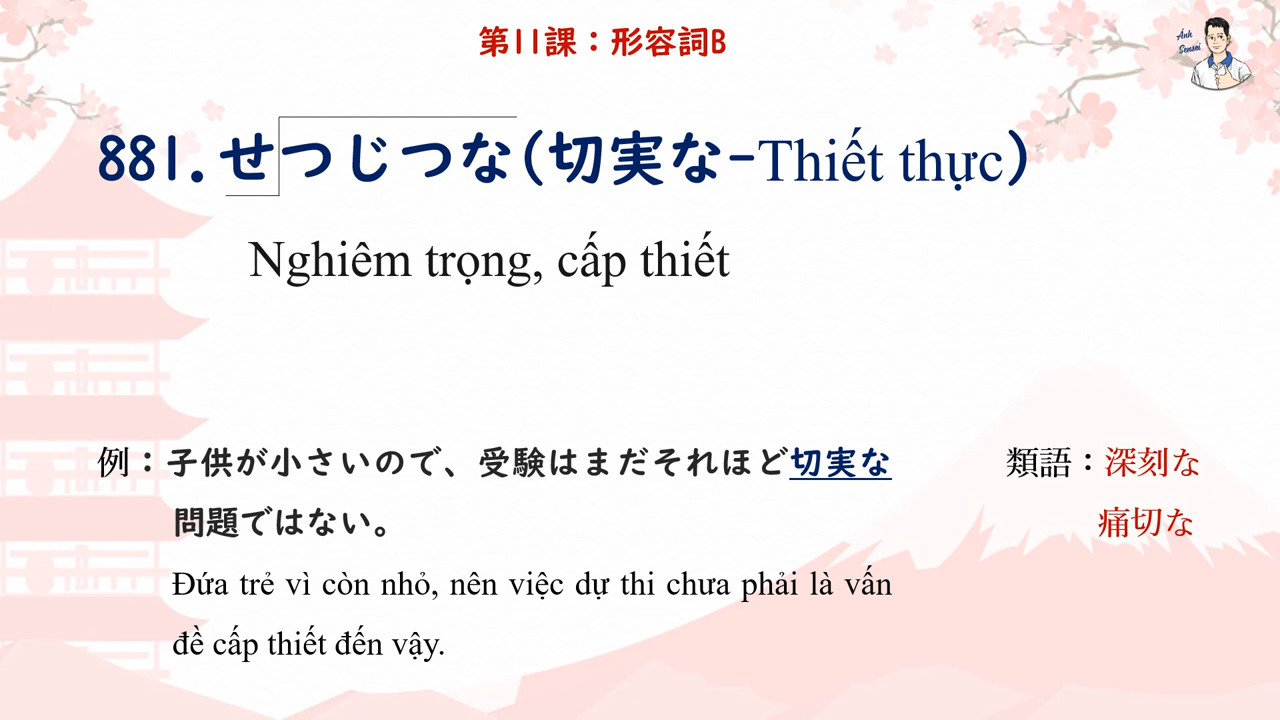 第11課：形容詞B
Anh
Sensei
881.せつじつな(切実な-Thiết thực)
Nghiêm trọng, cấp thiết
例：子供が小さいので、受験はまだそれほど切実な
問題ではない。
類語：深刻な
痛切な
Đứa trẻ vì còn nhỏ, nên việc dự thi chưa phải là vấn
đề cấp thiết đến vậy.